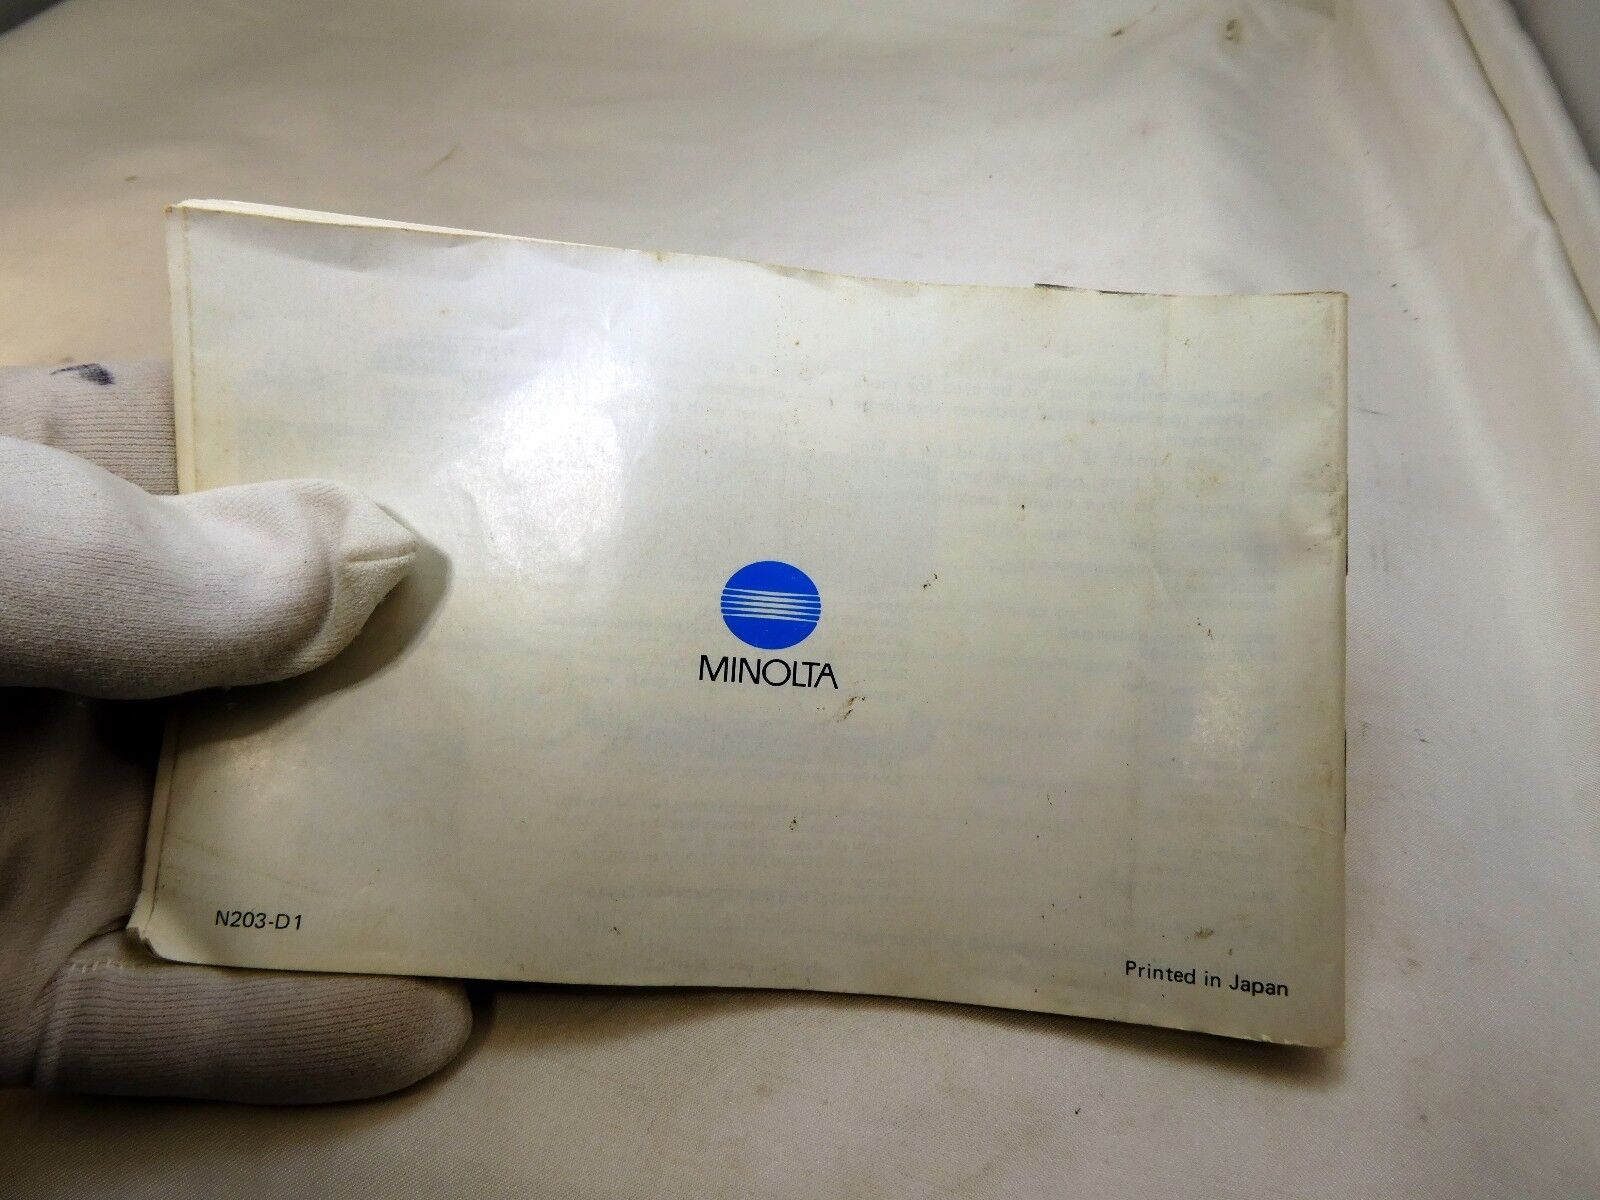 MINOLTA
N203-D1
Printed in Japan